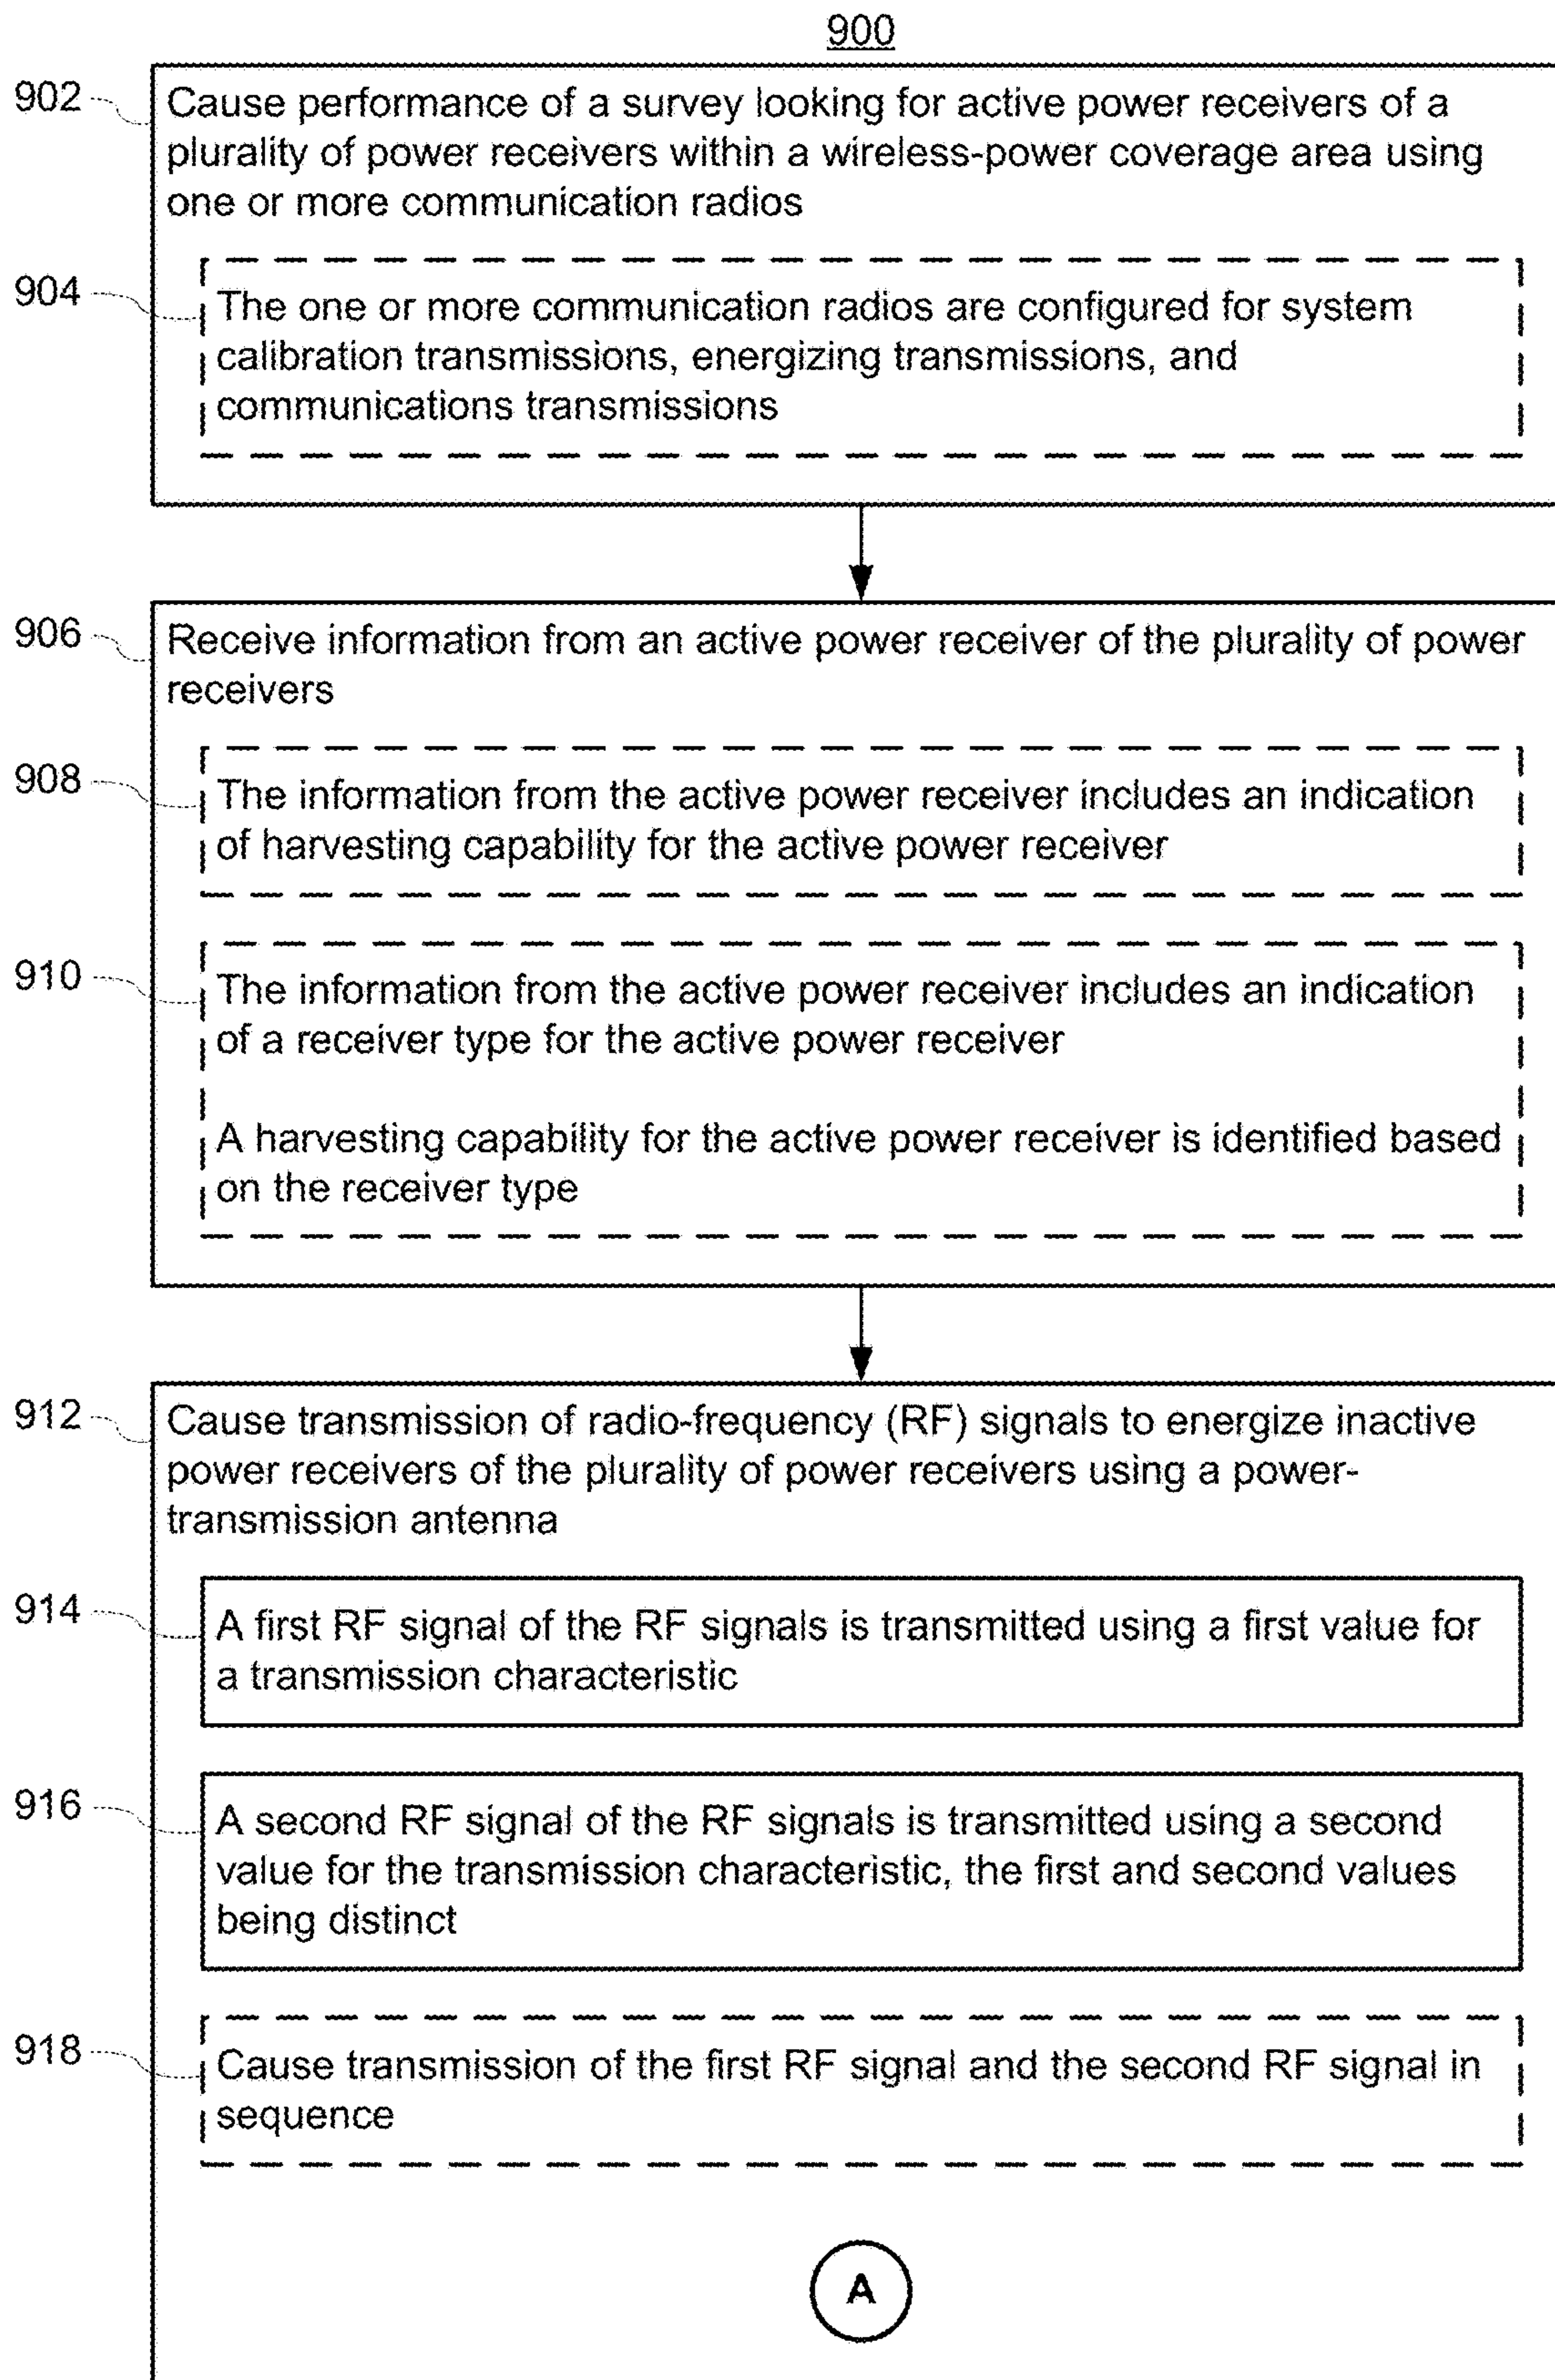 900
902
Cause performance of a survey looking for active power receivers of a
plurality of power receivers within a wireless-power coverage area using
one or more communication radios
904
The one or more communication radios are configured for system
calibration transmissions, energizing transmissions, and
communications transmissions
906
Receive information from an active power receiver of the plurality of power
receivers
908
The information from the active power receiver includes an indication
of harvesting capability for the active power receiver
910
The information from the active power receiver includes an indication
of a receiver type for the active power receiver
A harvesting capability for the active power receiver is identified based
on the receiver type
912
Cause transmission of radio-frequency (RF) signals to energize inactive
power receivers of the plurality of power receivers using a power-
transmission antenna
914
A first RF signal of the RF signals is transmitted using a first value for
a transmission characteristic
916
A second RF signal of the RF signals is transmitted using a second
value for the transmission characteristic, the first and second values
being distinct
918
Cause transmission of the first RF signal and the second RF signal in
sequence
A